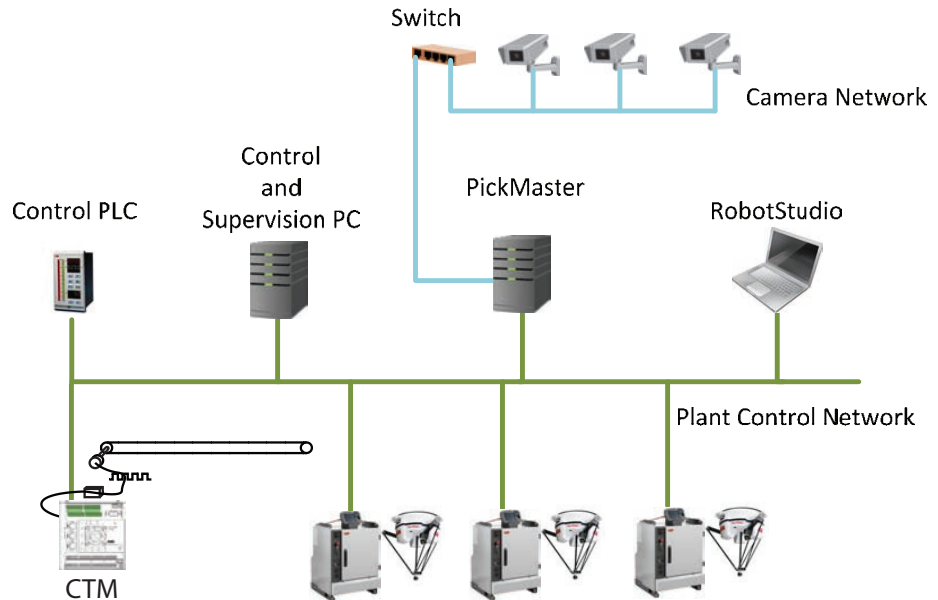 Switch
Camera Network
Control
and
Supervision PC
PickMaster
Control PLC
RobotStudio
Plant Control Network
CTM